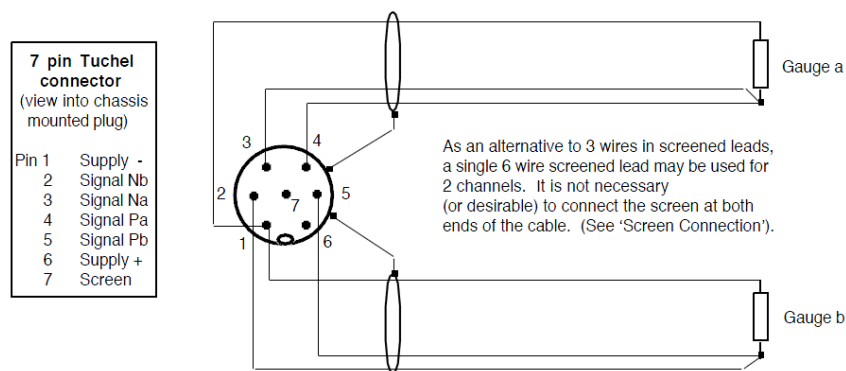 7 pin Tuchel
connector
(view into chassis
mounted plug)
Pin 1 Supply -
2 Signal Nb
3 Signal Na
4 Signal Pa
5 Signal Pb
6 Supply +
7 Screen
Gauge a
3
4
2
7
5
1
6
As an alternative to 3 wires in screened leads,
a single 6 wire screened lead may be used for
2 channels. It is not necessary
(or desirable) to connect the screen at both
ends of the cable. (See 'Screen Connection').
Gauge b